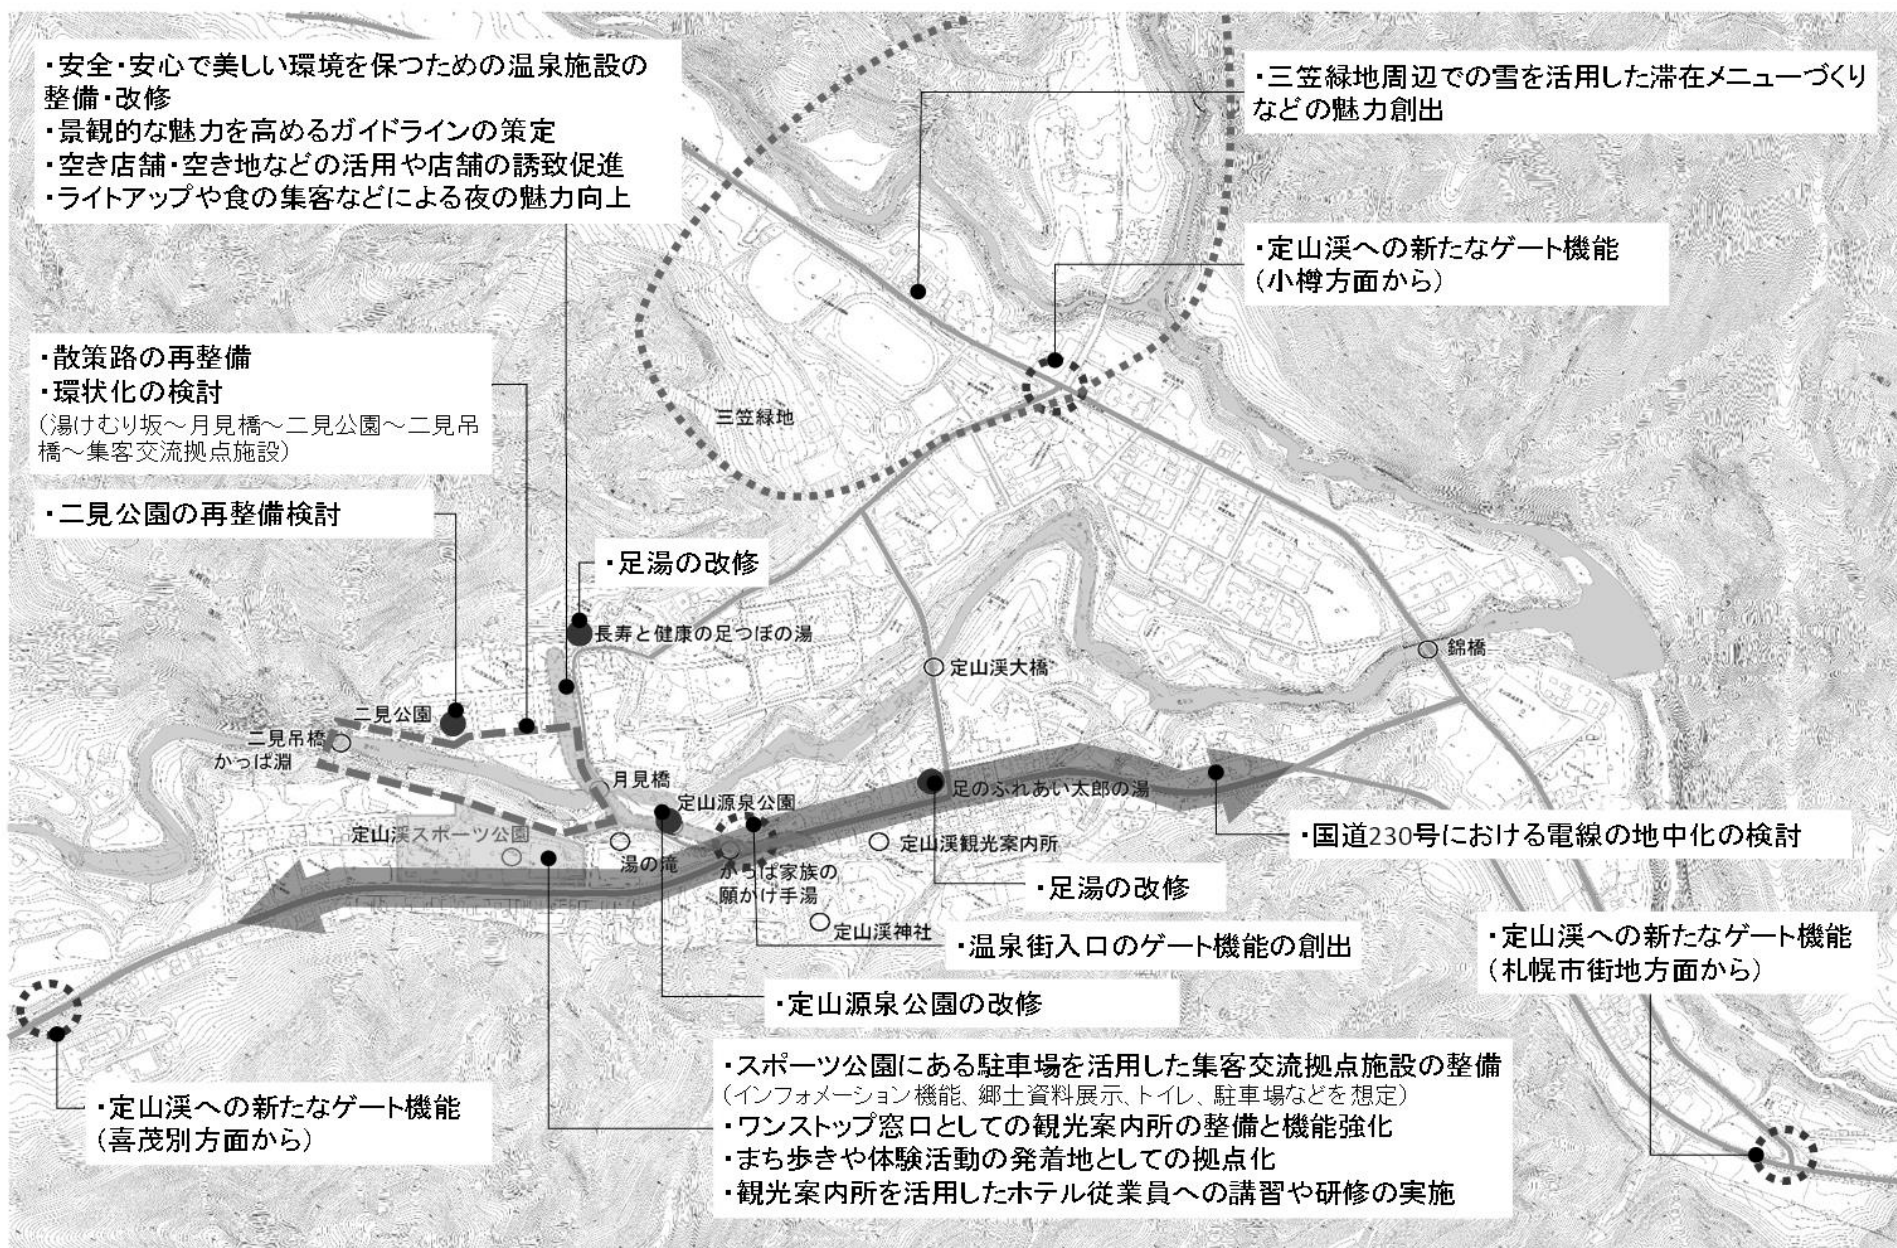 ・安全・安心で美しい環境を保つための温泉施設の
整備・改修
・景観的な魅力を高めるガイドラインの策定
・空き店舗・空き地などの活用や店舗の誘致促進
・ライトアップや食の集客などによる夜の魅力向上
・三笠緑地周辺での雪を活用した滞在メニューづくり
などの魅力創出
・定山渓への新たなゲート機能
(小樽方面から)
・散策路の再整備
・環状化の検討
(湯けむり坂～月見橋～二見公園～二見吊
橋～集客交流拠点施設)
三笠緑地
・二見公園の再整備検討
・足湯の改修
長寿と健康の足つぼの湯
定山渓大橋
錦橋
二見公園
二見吊橋
かっぱ淵
月見橋
定山源泉公園
足のふれあい太郎の湯
定山渓スポーツ公園
湯の滝
かっぱ家族の
願かけ手湯
定山渓観光案内所
・国道230号における電線の地中化の検討
・足湯の改修
定山渓神社
・温泉街入口のゲート機能の創出
・定山渓への新たなゲート機能
(札幌市街地方面から)
・定山源泉公園の改修
・スポーツ公園にある駐車場を活用した集客交流拠点施設の整備
(インフォメーション機能、郷土資料展示、トイレ、駐車場などを想定)
・ワンストップ窓口としての観光案内所の整備と機能強化
・まち歩きや体験活動の発着地としての拠点化
・観光案内所を活用したホテル従業員への講習や研修の実施
・定山渓への新たなゲート機能
(喜茂別方面から)